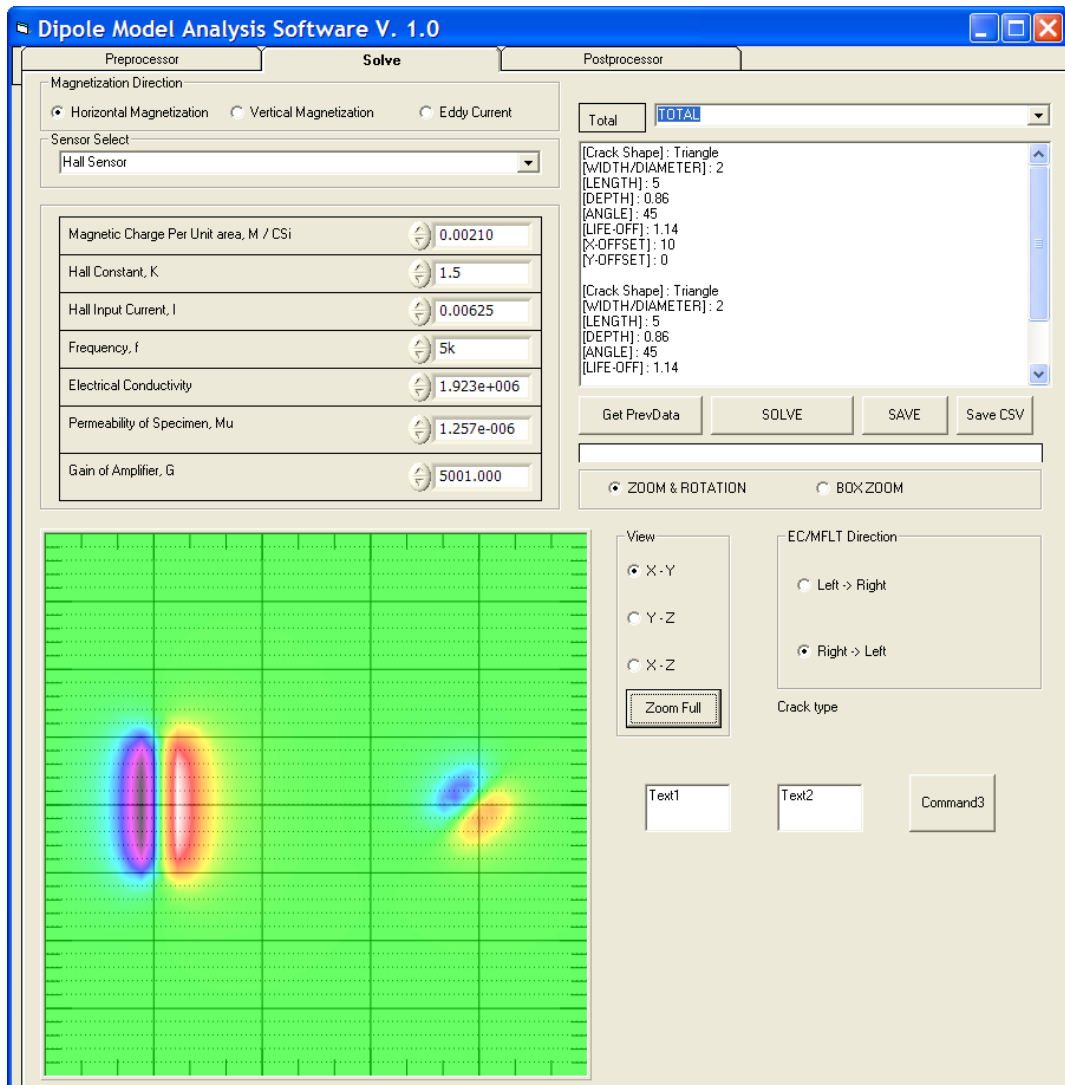 Dipole Model Analysis Software V. 1.0
Preprocessor
Solve
Postprocessor
Magnetization Direction
Horizontal Magnetization
Vertical Magnetization
Eddy Current
Sensor Select
Hall Sensor
Magnetic Charge Per Unit area, M / CSi
0.00210
Hall Constant, K
1.5
Hall Input Current, I
0.00625
Frequency, f
5k
Electrical Conductivity
1.923e+006
Permeability of Specimen, Mu
1.257e-006
Gain of Amplifier, G
5001.000
Total
TOTAL
[Crack Shape] : Triangle
[WIDTH/DIAMETER] : 2
[LENGTH] : 5
[DEPTH] : 0.86
[ANGLE] : 45
[LIFE-OFF] : 1.14
[X-OFFSET] : 10
[Y-OFFSET] : 0
[Crack Shape] : Triangle
[WIDTH/DIAMETER] : 2
[LENGTH] : 5
[DEPTH] : 0.86
[ANGLE] : 45
[LIFE-OFF] : 1.14
Get PrevData
SOLVE
SAVE
Save CSV
ZOOM & ROTATION
BOX ZOOM
View
X - Y
Y - Z
X - Z
Zoom Full
EC/MFLT Direction
Left -> Right
Right -> Left
Crack type
Text1
Text2
Command3